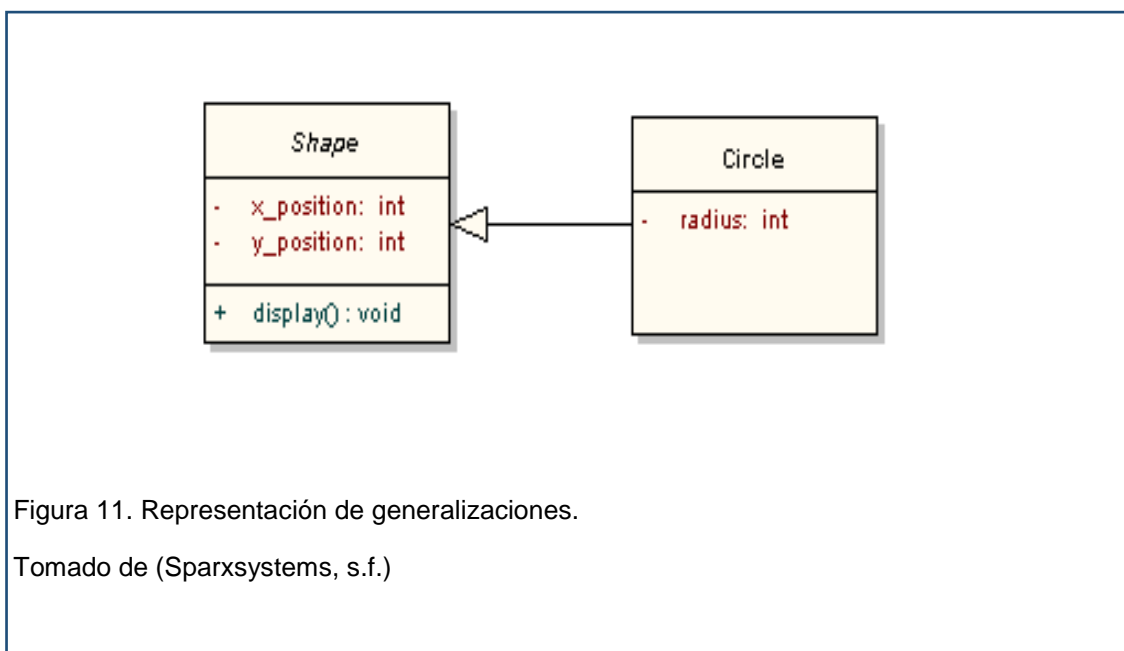 Shape
- x_position: int
- y_position: int
+ display() : void
Circle
- radius: int
Figura 11. Representación de generalizaciones.
Tomado de (Sparxsystems, s.f.)